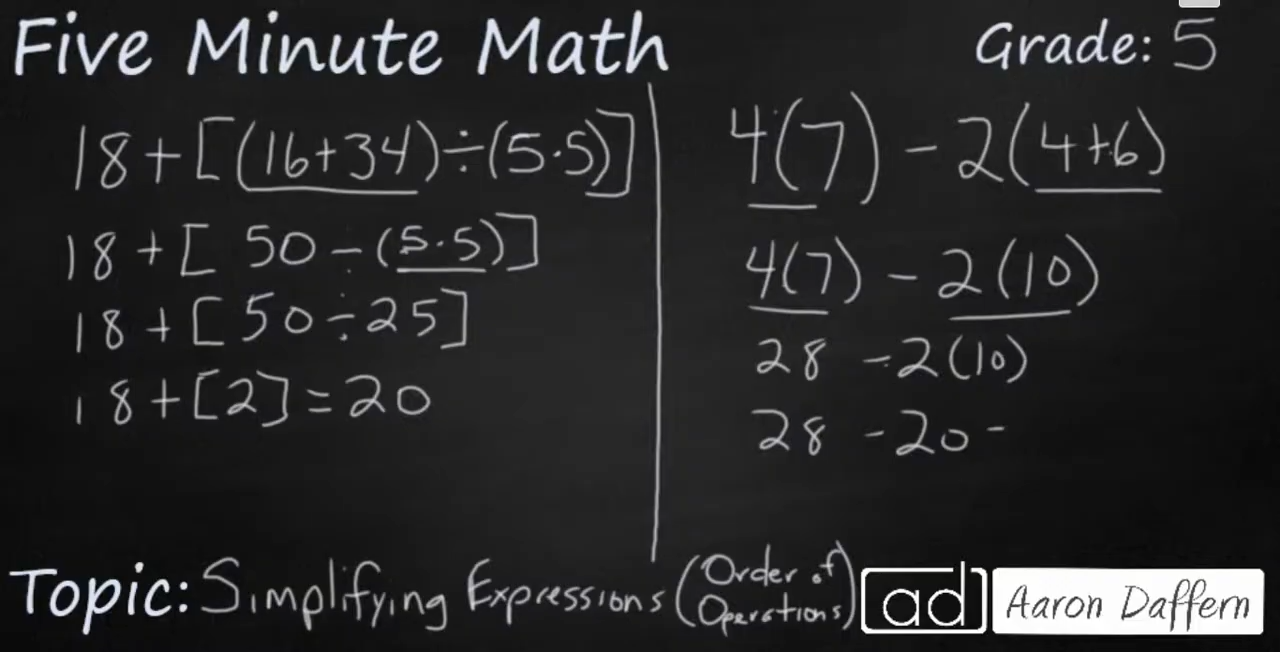 Five Minute Math
Grade: 5
18+[(16+34)÷(5·5)]
18+[ 50 ÷(5·5)]
18+[50÷25]
18+[2]=20
4(7)-2(4+6)
4(7)-2(10)
28 -2(10)
28 -20 -
Topic: Simplifying Expressions (Order of Operations)
ad Aaron Daffern